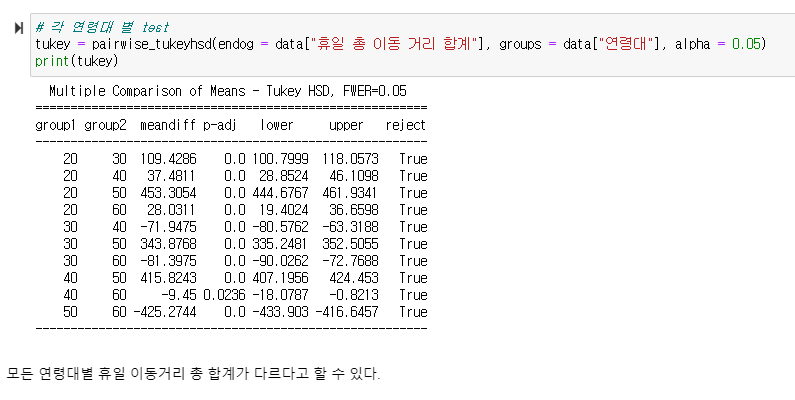 # 각 연령대 별 test
tukey = pairwise_tukeyhsd(endog = data["휴일 총 이동 거리 합계"], groups = data["연령대"], alpha = 0.05)
print(tukey)
Multiple Comparison of Means - Tukey HSD, FWER=0.05
===================================================
group1 group2 meandiff p-adj lower upper reject
---------------------------------------------------
20 30 109.4286 0.0 100.7999 118.0573 True
20 40 37.4811 0.0 28.8524 46.1098 True
20 50 453.3054 0.0 444.6767 461.9341 True
20 60 28.0311 0.0 19.4024 36.6598 True
30 40 -71.9475 0.0 -80.5762 -63.3188 True
30 50 343.8768 0.0 335.2481 352.5055 True
30 60 -81.3975 0.0 -90.0262 -72.7688 True
40 50 415.8243 0.0 407.1956 424.453 True
40 60 -9.45 0.0236 -18.0787 -0.8213 True
50 60 -425.2744 0.0 -433.903 -416.6457 True
---------------------------------------------------
모든 연령대별 휴일 이동거리 총 합계가 다르다고 할 수 있다.